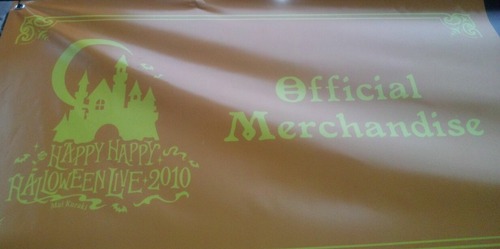 HAPPY HAPPY
HALLOWEEN LIVE • 2010
Official
Merchandise